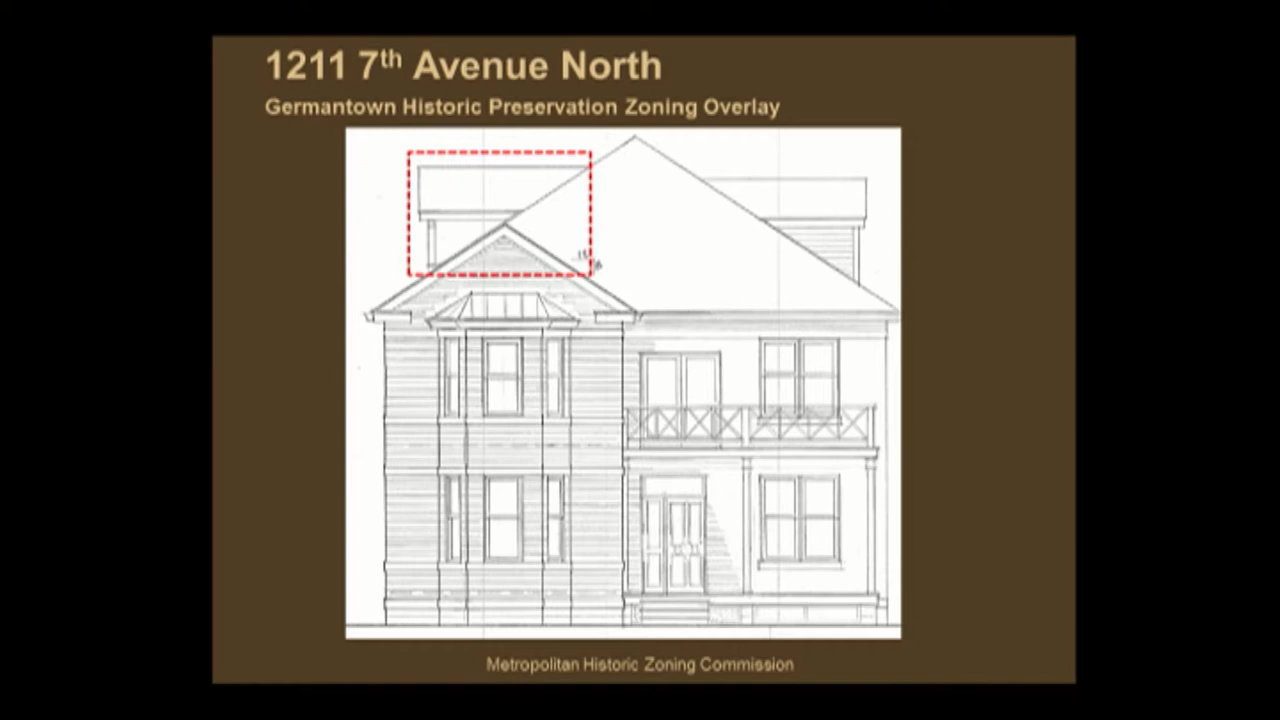 1211 7th Avenue North
Germantown Historic Preservation Zoning Overlay
Metropolitan Historic Zoning Commission